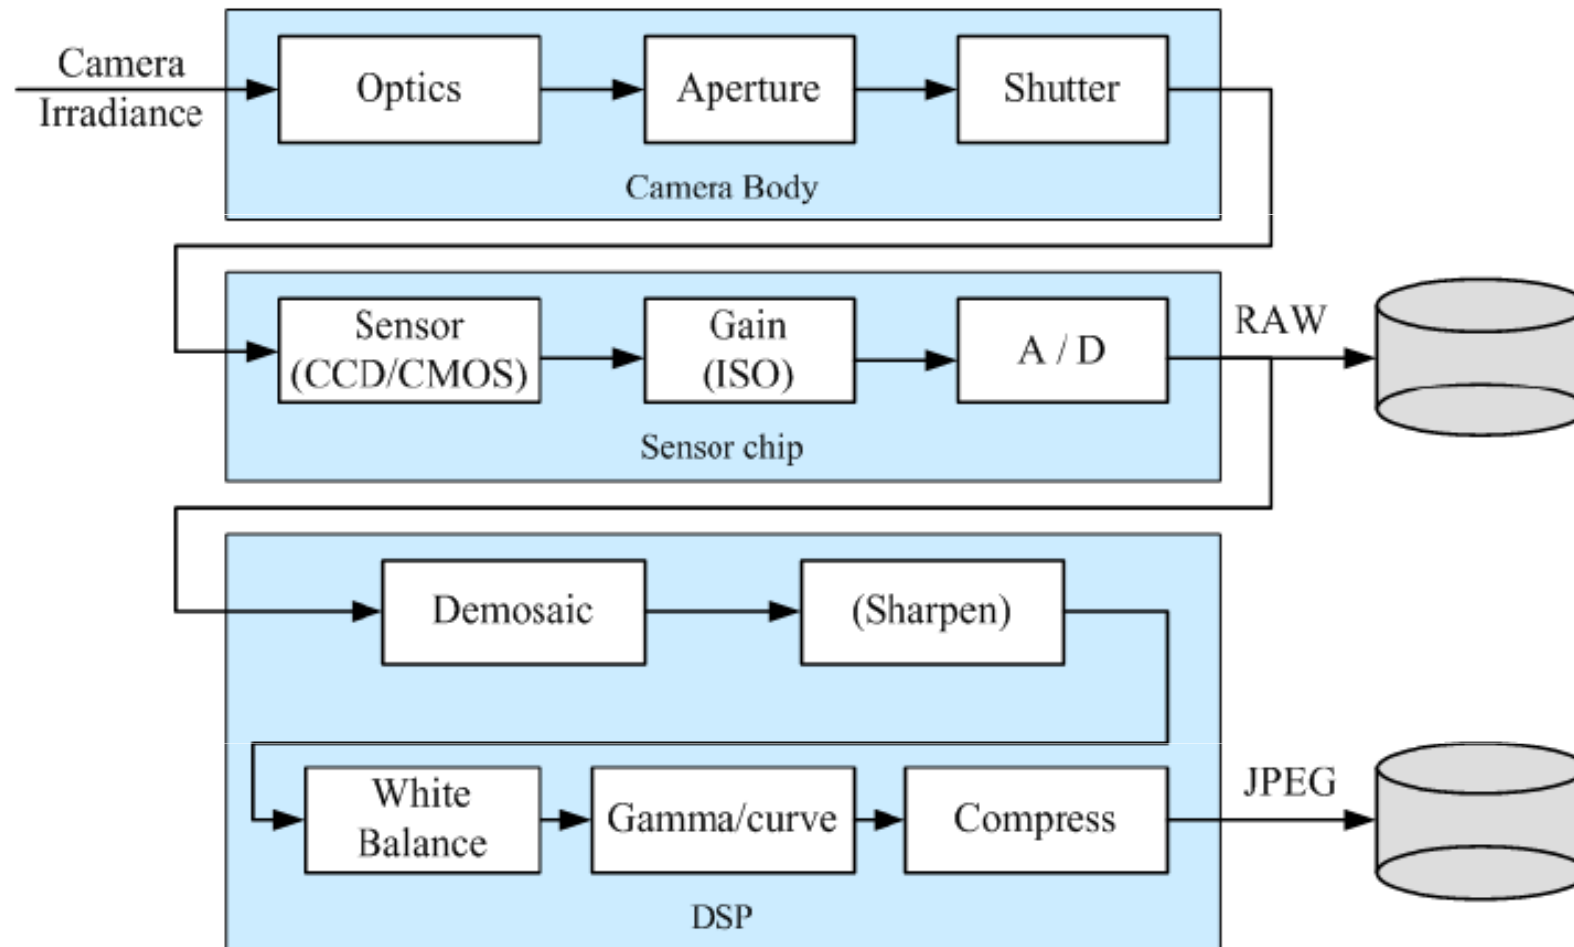 Camera
Irradiance
Optics
Aperture
Shutter
Camera Body
Sensor
(CCD/CMOS)
Gain
(ISO)
A / D
RAW
Sensor chip
Demosaic
(Sharpen)
White
Balance
Gamma/curve
Compress
JPEG
DSP